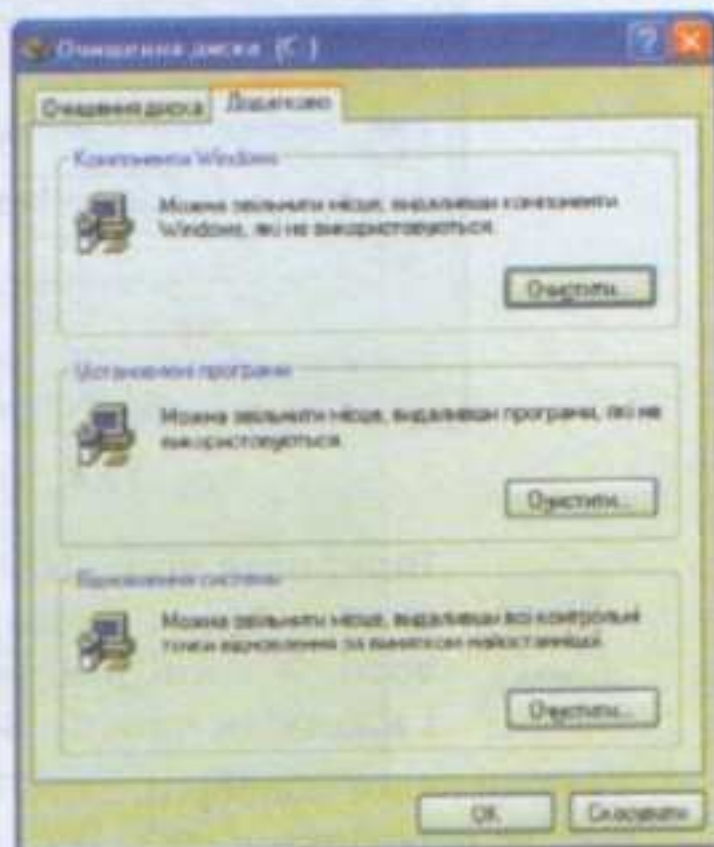 Очищення диска (C:)
Очищення диска Додатково
Компоненти Windows
Можна звільнити місце, видаливши компоненти
Windows, які не використовуються.
Очистити...
Установлені програми
Можна звільнити місце, видаливши програми, які не
використовуються.
Очистити...
Відновлення системи
Можна звільнити місце, видаливши всі контрольні
точки відновлення за винятком найостаннішої.
Очистити...
OK Скасувати